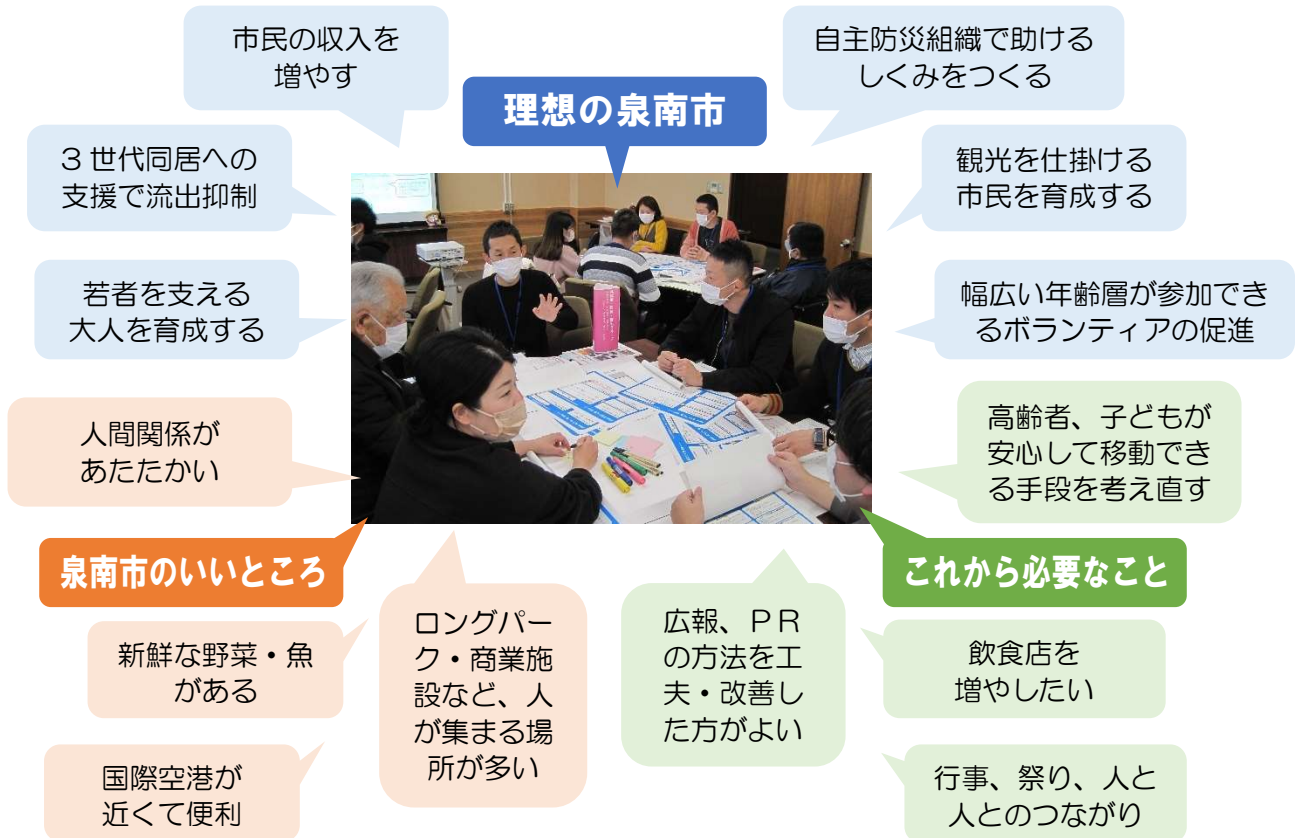 市民の収入を
増やす
自主防災組織で助ける
しくみをつくる
理想の泉南市
3世代同居への
支援で流出抑制
観光を仕掛ける
市民を育成する
若者を支える
大人を育成する
幅広い年齢層が参加でき
るボランティアの促進
人間関係が
あたたかい
高齢者、子どもが
安心して移動でき
る手段を考え直す
泉南市のいいところ
これから必要なこと
新鮮な野菜・魚
がある
ロングパー
ク・商業施
設など、人
が集まる場
所が多い
広報、PR
の方法を工
夫・改善し
た方がよい
飲食店を
増やしたい
国際空港が
近くて便利
行事、祭り、人と
人とのつながり